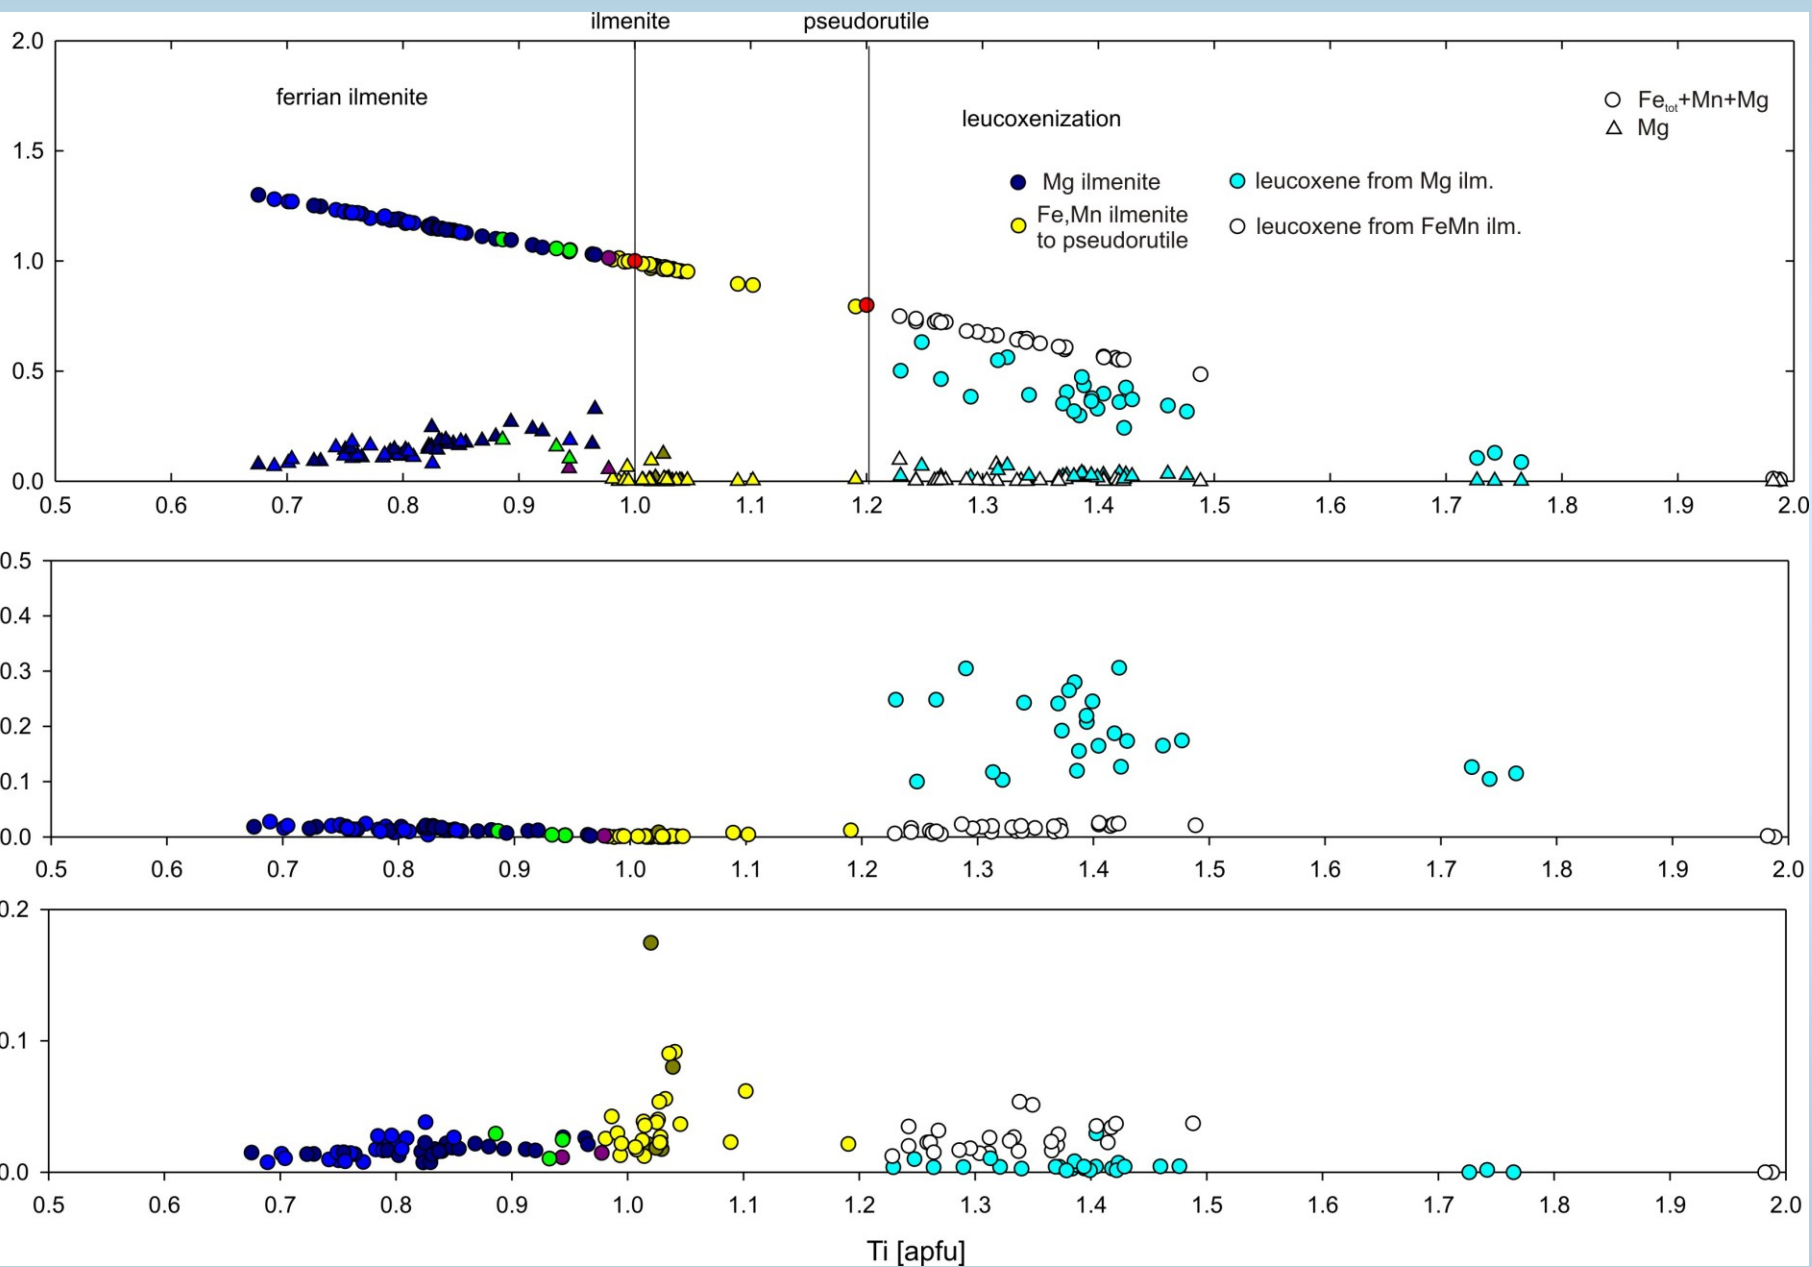 ilmenite pseudorutile
2.0
ferrian ilmenite
Fetot+Mn+Mg
leucoxenization
Mg
1.5
Mg ilmenite leucoxene from Mg ilm.
Fe,Mn ilmenite
to pseudorutile
leucoxene from FeMn ilm.
1.0
0.5
0.0
0.5 0.6 0.7 0.8 0.9 1.0 1.1 1.2 1.3 1.4 1.5 1.6 1.7 1.8 1.9 2.0
0.5
0.4
0.3
0.2
0.1
0.0
0.5 0.6 0.7 0.8 0.9 1.0 1.1 1.2 1.3 1.4 1.5 1.6 1.7 1.8 1.9 2.0
0.2
0.1
0.0
0.5 0.6 0.7 0.8 0.9 1.0 1.1 1.2 1.3 1.4 1.5 1.6 1.7 1.8 1.9 2.0
Ti [apfu]